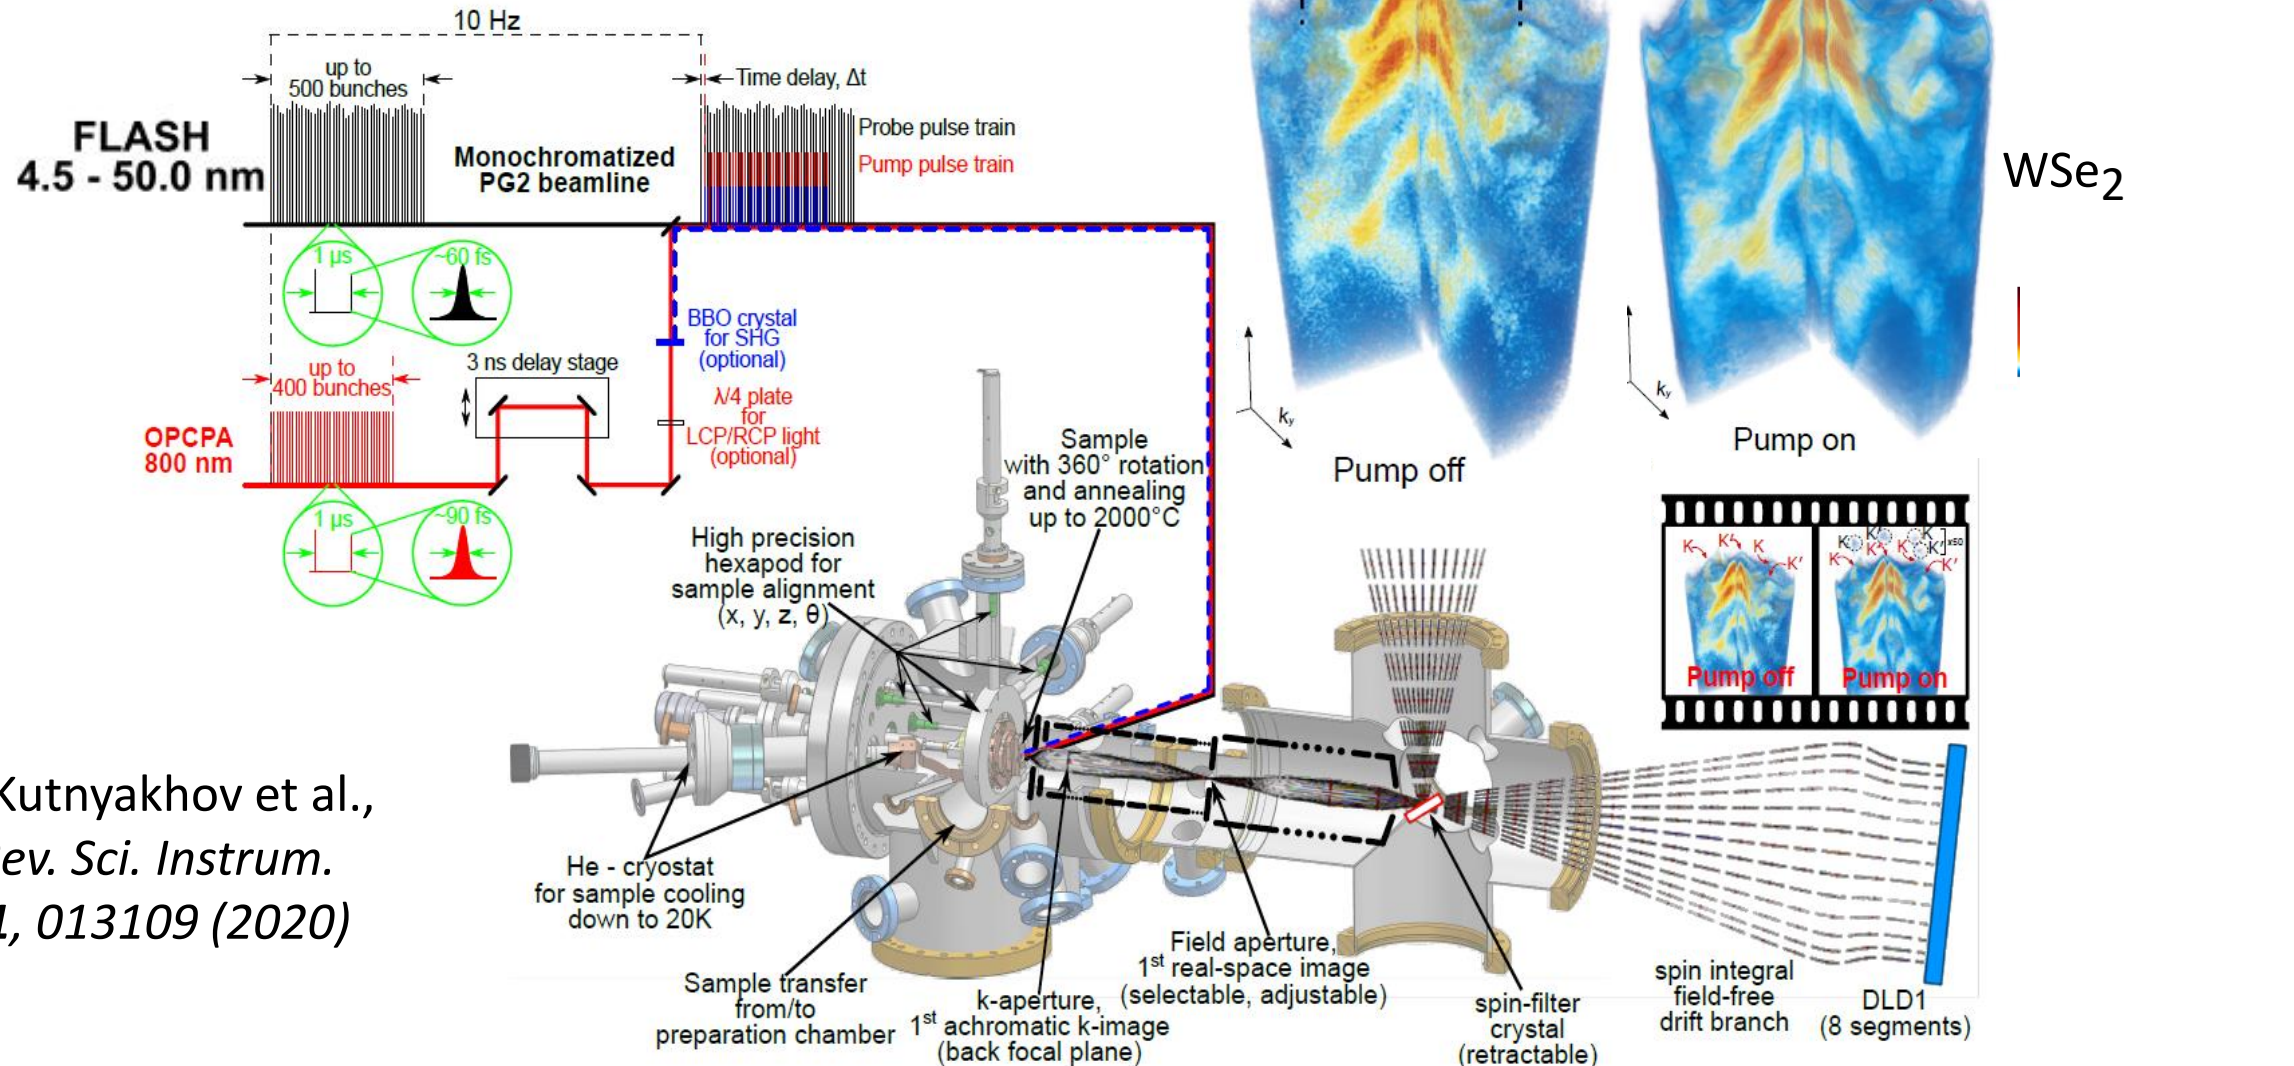 10 Hz
up to
500 bunches
Time delay, Δt
FLASH
4.5 - 50.0 nm
Monochromatized
PG2 beamline
Probe pulse train
Pump pulse train
WSe2
1 µs
~60 fs
BBO crystal
for SHG
(optional)
up to
400 bunches
3 ns delay stage
λ/4 plate
for
LCP/RCP light
(optional)
OPCPA
800 nm
ky
Pump off
ky
Pump on
1 µs
~90 fs
Sample
with 360° rotation
and annealing
up to 2000°C
High precision
hexapod for
sample alignment
(x, y, z, θ)
K K' K K'
K K' K' K K K' x50
K'
Pump off
Pump on
Kutnyakhov et al.,
ev. Sci. Instrum.
, 013109 (2020)
He - cryostat
for sample cooling
down to 20K
Sample transfer
from/to
preparation chamber
k-aperture,
1st achromatic k-image
(back focal plane)
Field aperture,
1st real-space image
(selectable, adjustable)
spin-filter
crystal
(retractable)
spin integral
field-free
drift branch
DLD1
(8 segments)